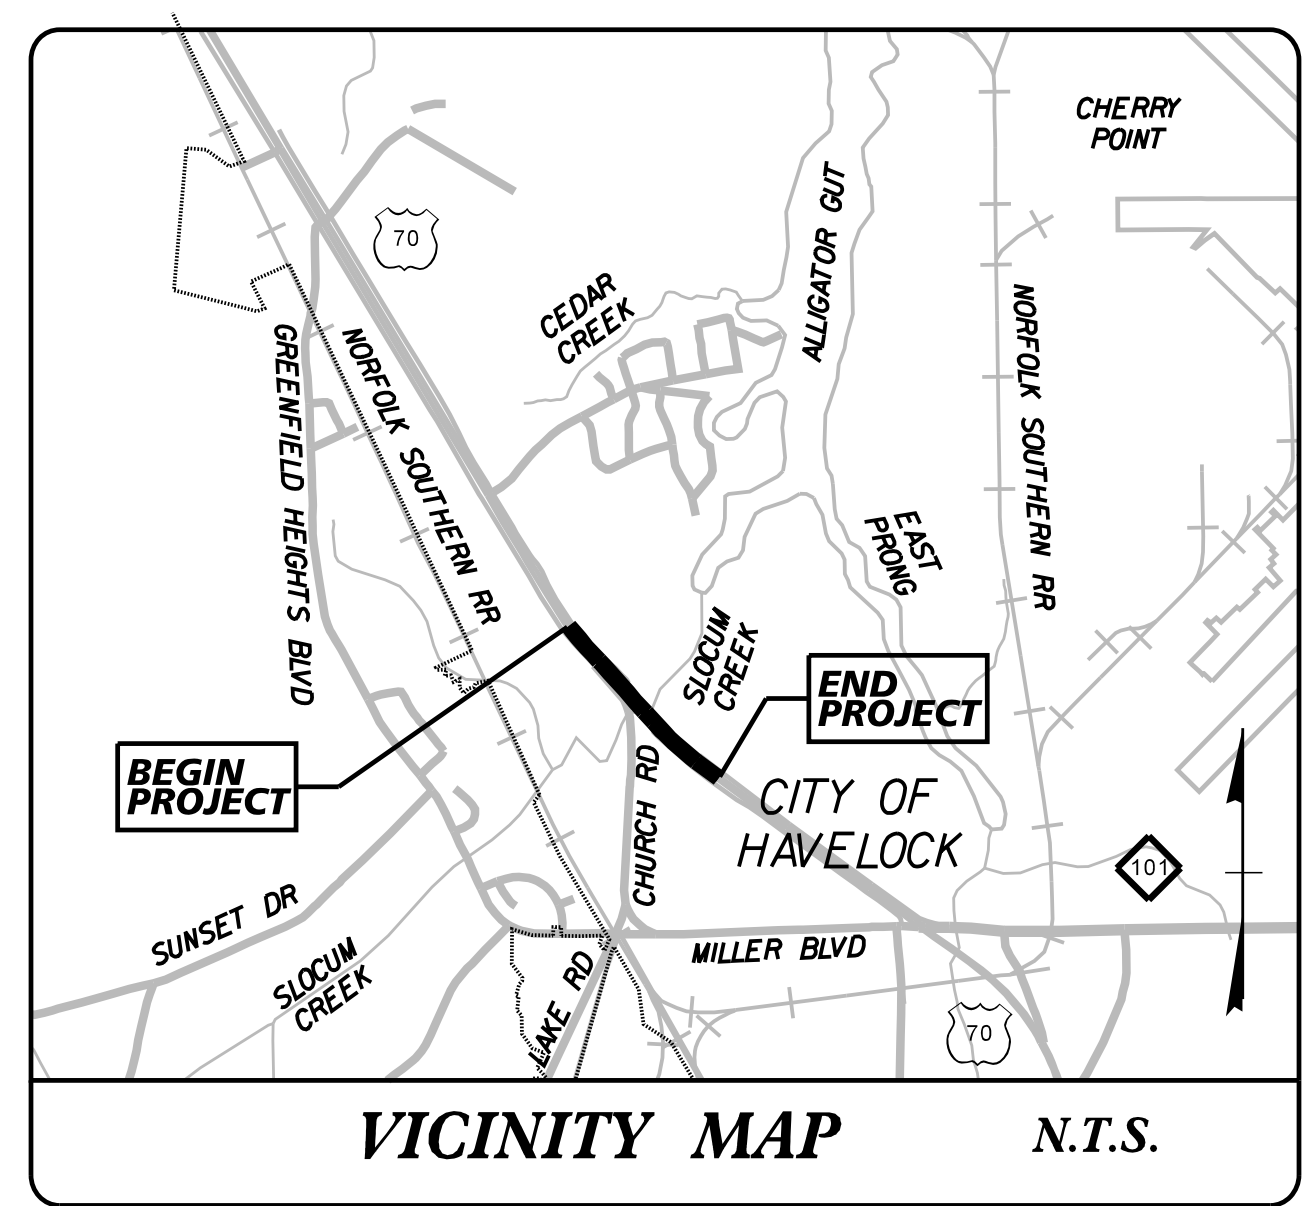 CHERRY
POINT
ALLIGATOR GUT
70
CEDAR
CREEK
GREENFIELD HEIGHTS BLVD
NORFOLK SOUTHERN RR
NORFOLK SOUTHERN RR
EAST
PRONG
SLOCUM
CREEK
END
PROJECT
BEGIN
PROJECT
CHURCH RD
CITY OF
HAVELOCK
101
SUNSET DR
SLOCUM
CREEK
LAKE RD
MILLER BLVD
70
VICINITY MAP
N.T.S.